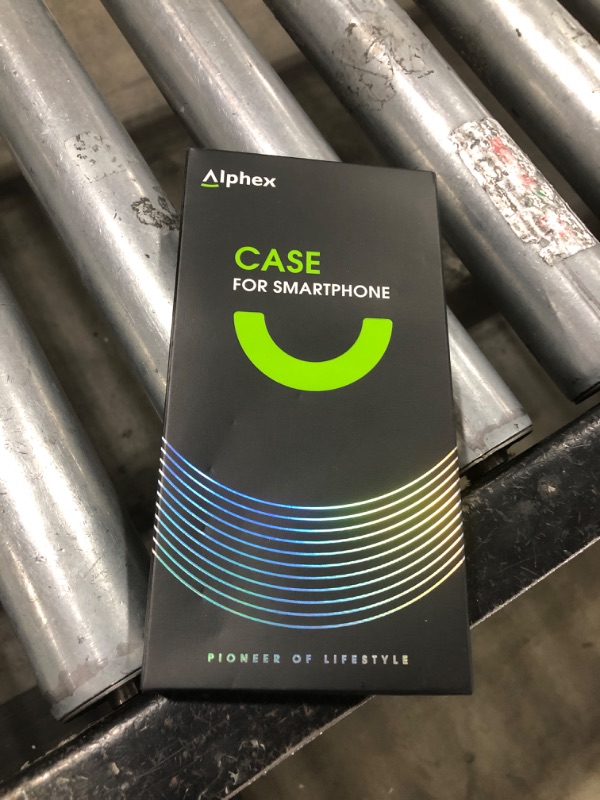 Alphex
CASE
FOR SMARTPHONE
PIONEER OF LIFESTYLE